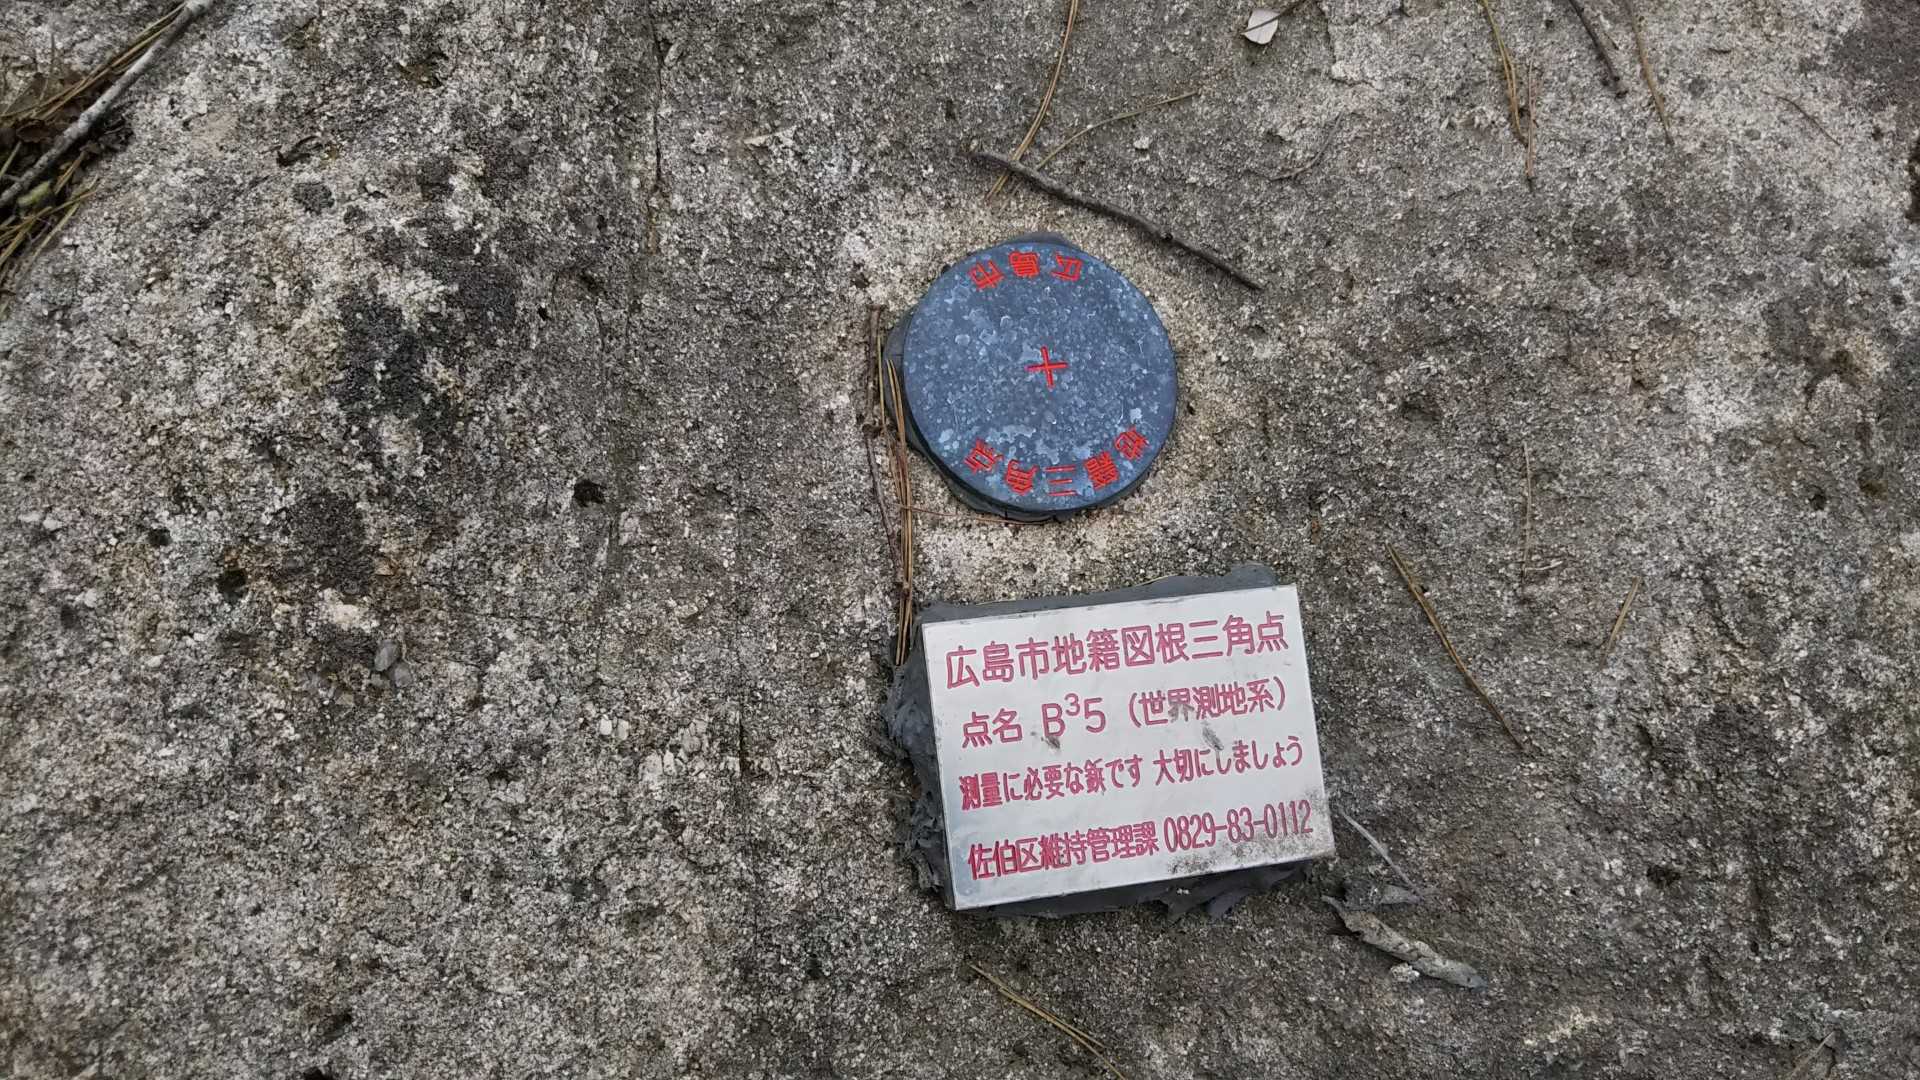 広島市
地籍三角点
広島市地籍図根三角点
点名 B³5（世界測地系）
測量に必要な鋲です 大切にしましょう
佐伯区維持管理課 0829-83-0112